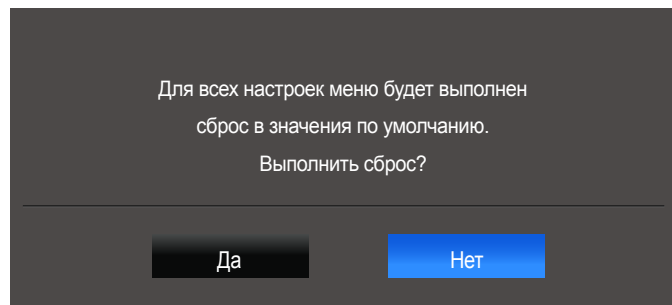 Для всех настроек меню будет выполнен
сброс в значения по умолчанию.
Выполнить сброс?
Да
Нет